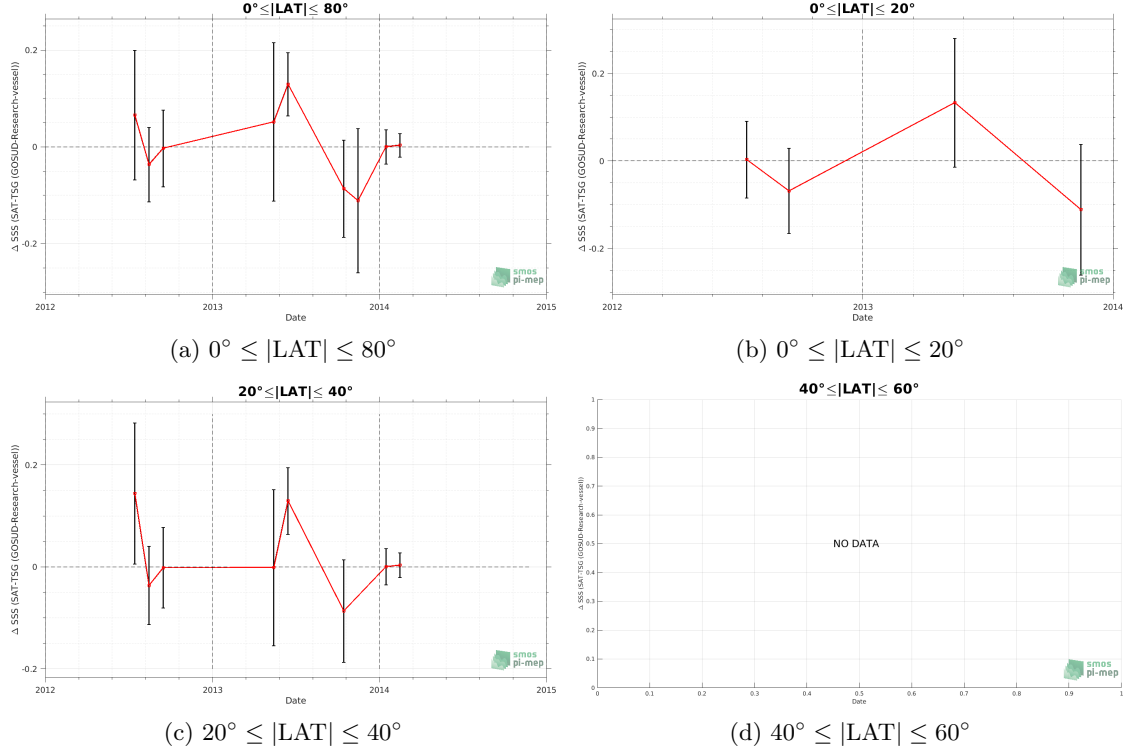 0°≤|LAT|≤ 80°
Δ SSS (SAT-TSG (GOSUD-Research-vessel))
0.2
0
-0.2
2012
2013
2014
2015
Date
smos
pi-mep
(a) 0° ≤ |LAT| ≤ 80°
0°≤|LAT|≤ 20°
Δ SSS (SAT-TSG (GOSUD-Research-vessel))
0.2
0
-0.2
2012
2013
2014
Date
smos
pi-mep
(b) 0° ≤ |LAT| ≤ 20°
20°≤|LAT|≤ 40°
Δ SSS (SAT-TSG (GOSUD-Research-vessel))
0.2
0
-0.2
2012
2013
2014
2015
Date
smos
pi-mep
(c) 20° ≤ |LAT| ≤ 40°
40°≤|LAT|≤ 60°
Δ SSS (SAT-TSG (GOSUD-Research-vessel))
1
0.9
0.8
0.7
0.6
0.5
0.4
0.3
0.2
0.1
0
NO DATA
0
0.1
0.2
0.3
0.4
0.5
0.6
0.7
0.8
0.9
1
Date
smos
pi-mep
(d) 40° ≤ |LAT| ≤ 60°